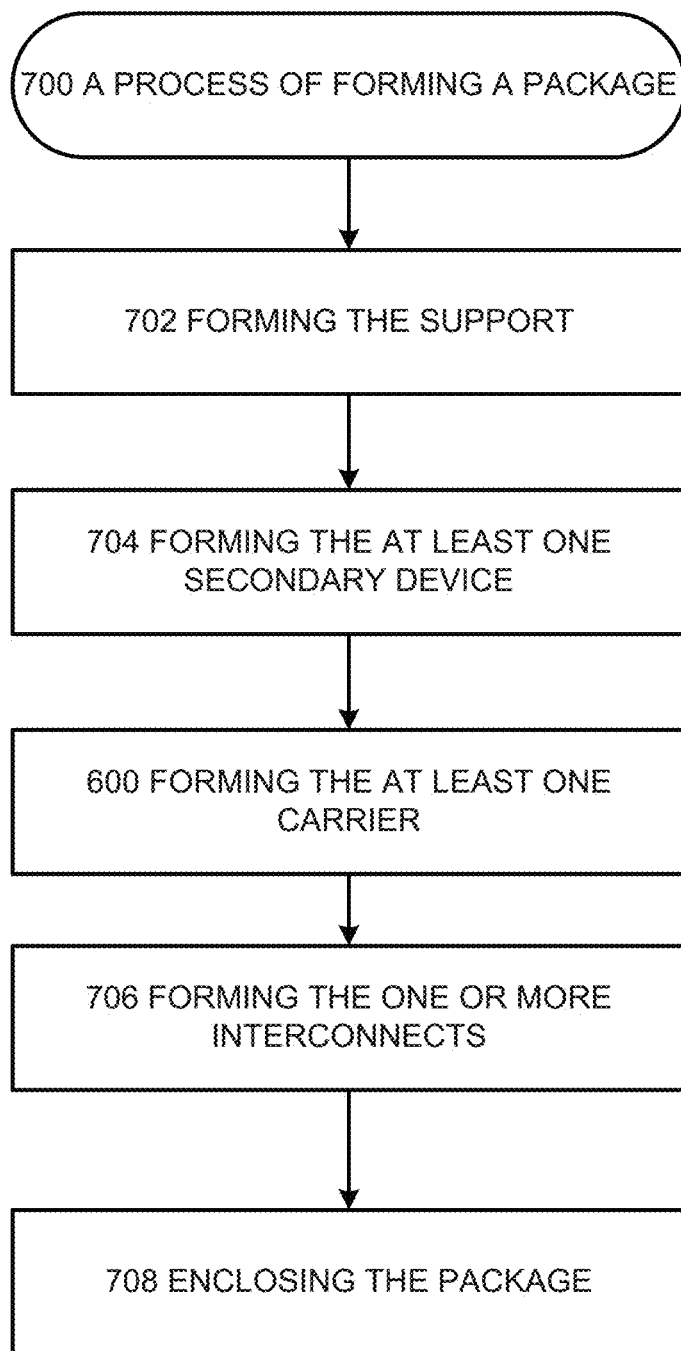 700 A PROCESS OF FORMING A PACKAGE
702 FORMING THE SUPPORT
704 FORMING THE AT LEAST ONE
SECONDARY DEVICE
600 FORMING THE AT LEAST ONE
CARRIER
706 FORMING THE ONE OR MORE
INTERCONNECTS
708 ENCLOSING THE PACKAGE